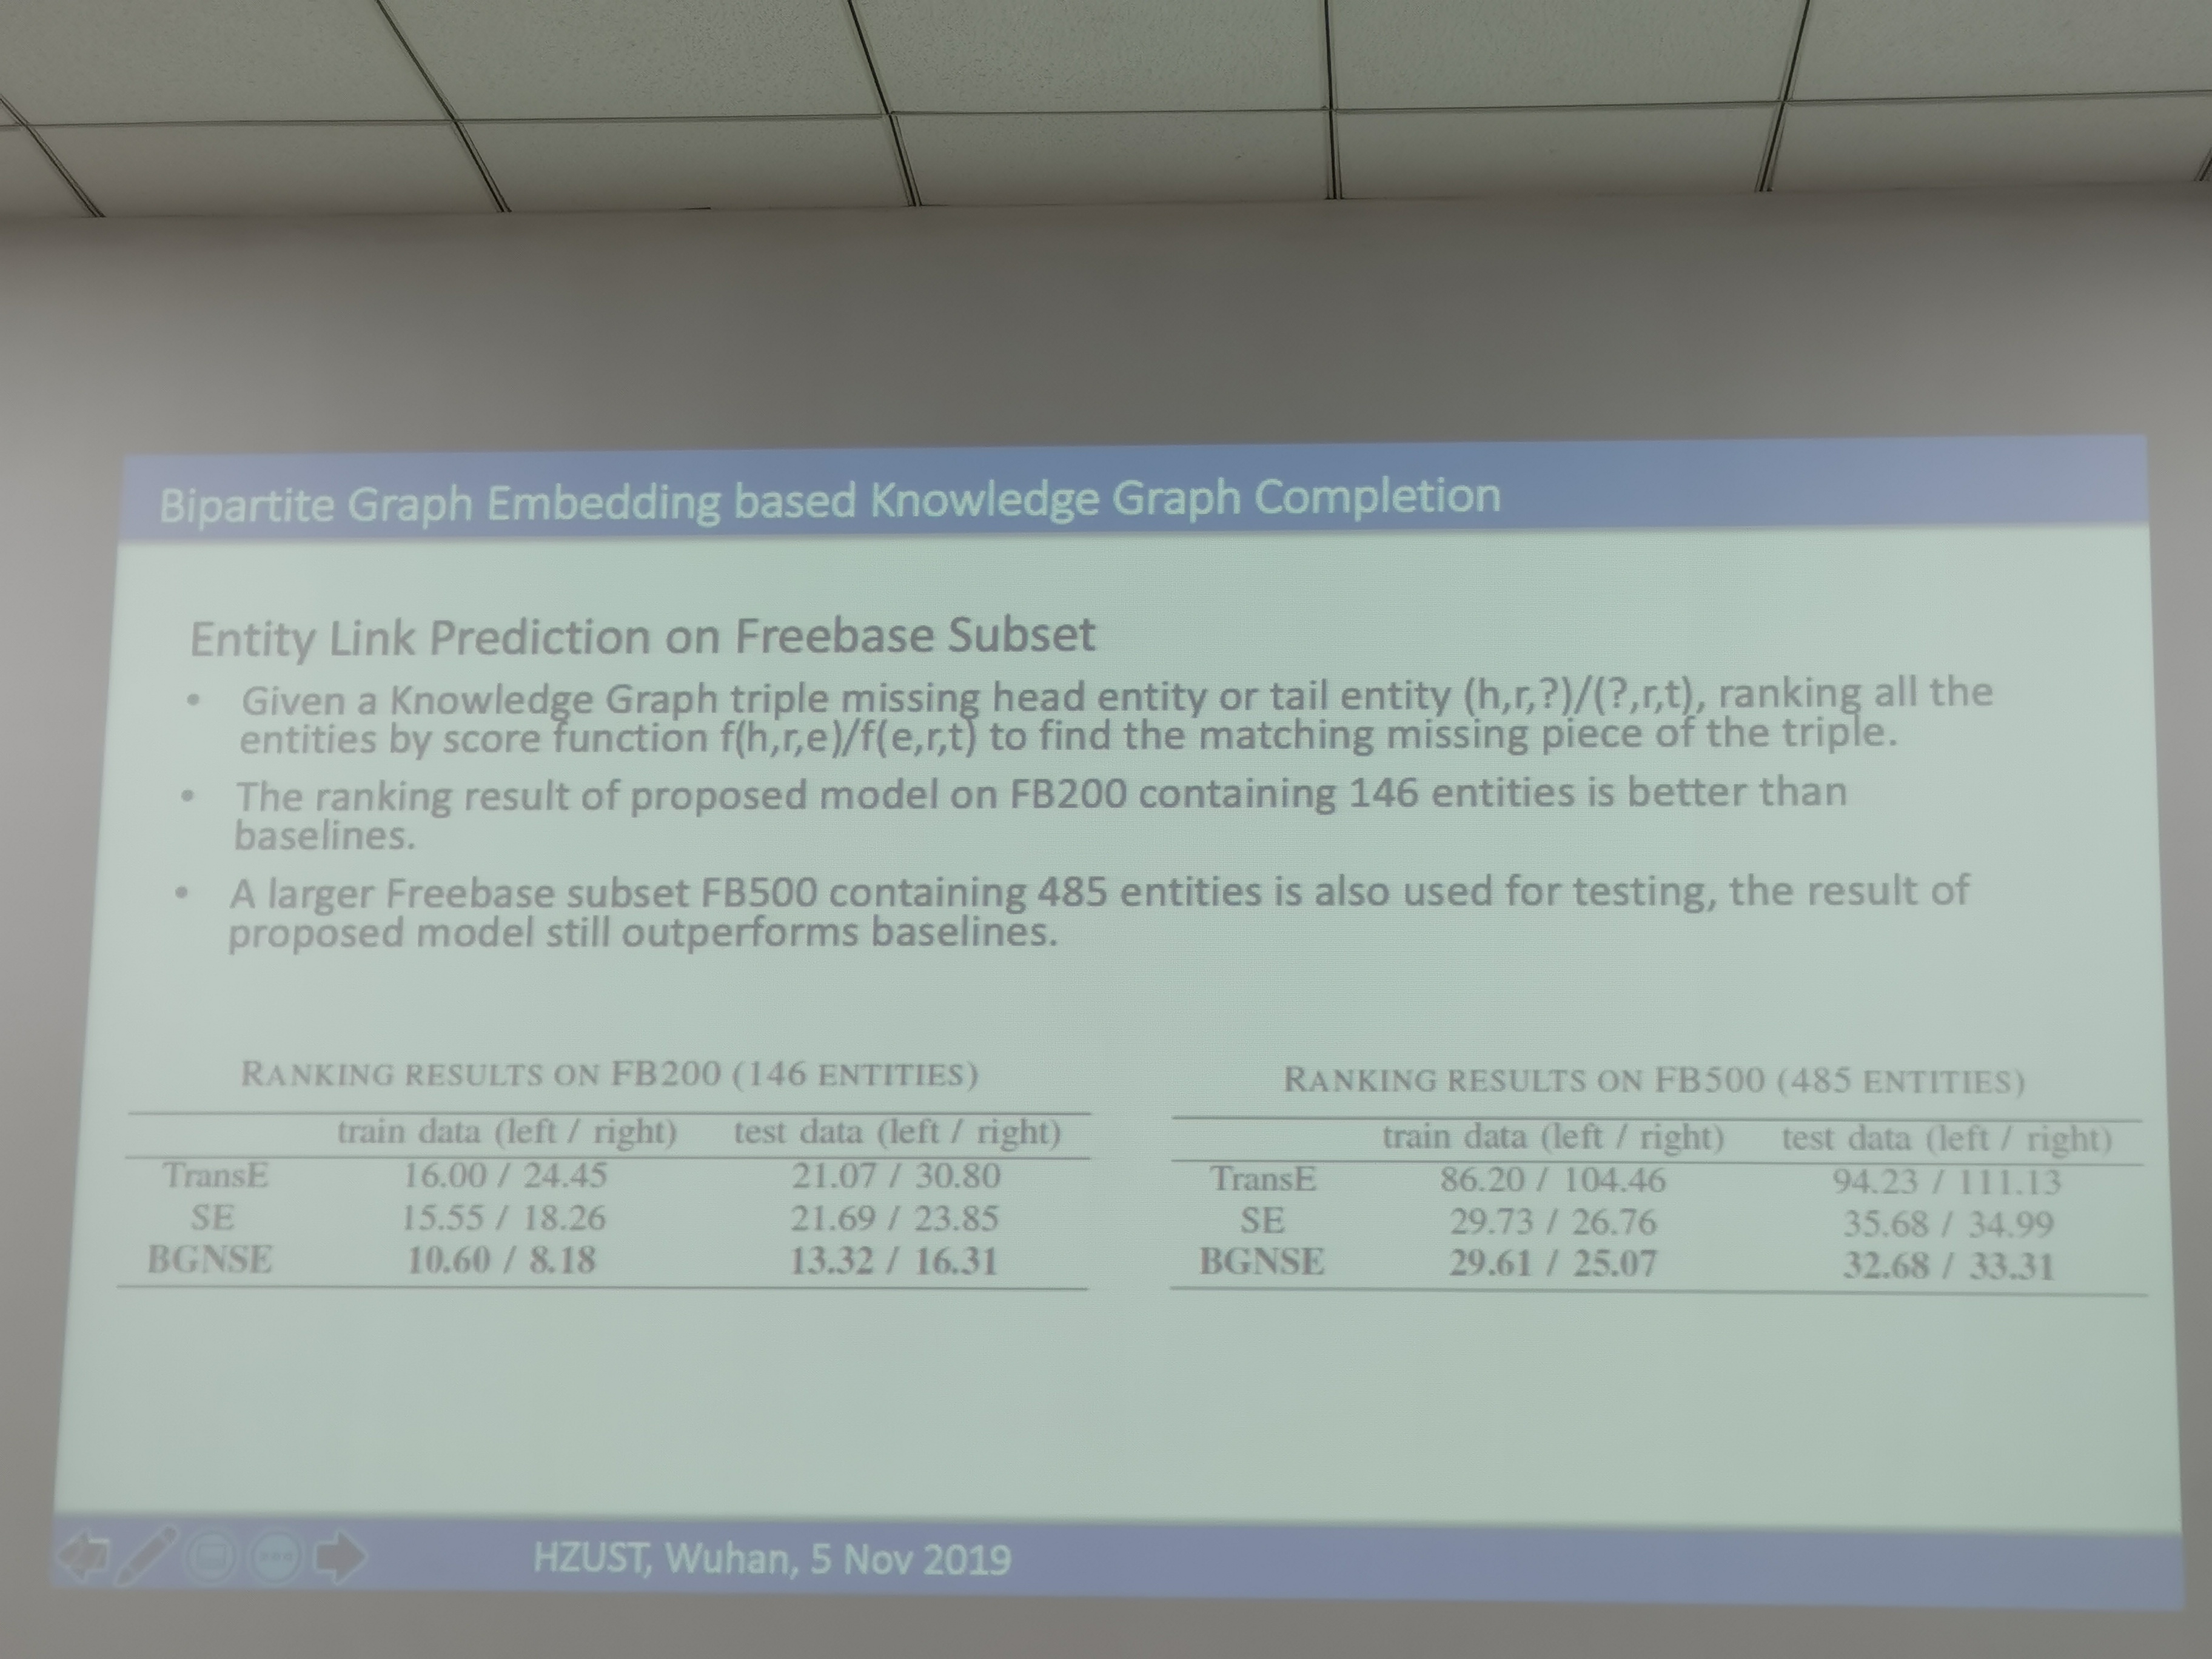 Bipartite Graph Embedding based Knowledge Graph Completion
Entity Link Prediction on Freebase Subset
• Given a Knowledge Graph triple missing head entity or tail entity (h,r,?)/(?,r,t), ranking all the
entities by score function f(h,r,e)/f(e,r,t) to find the matching missing piece of the triple.
• The ranking result of proposed model on FB200 containing 146 entities is better than
baselines.
• A larger Freebase subset FB500 containing 485 entities is also used for testing, the result of
proposed model still outperforms baselines.
RANKING RESULTS ON FB200 (146 ENTITIES)
train data (left / right) test data (left / right)
TransE 16.00 / 24.45 21.07 / 30.80
SE 15.55 / 18.26 21.69 / 23.85
BGNSE 10.60 / 8.18 13.32 / 16.31
RANKING RESULTS ON FB500 (485 ENTITIES)
train data (left / right) test data (left / right)
TransE 86.20 / 104.46 94.23 / 111.13
SE 29.73 / 26.76 35.68 / 34.99
BGNSE 29.61 / 25.07 32.68 / 33.31
HZUST, Wuhan, 5 Nov 2019